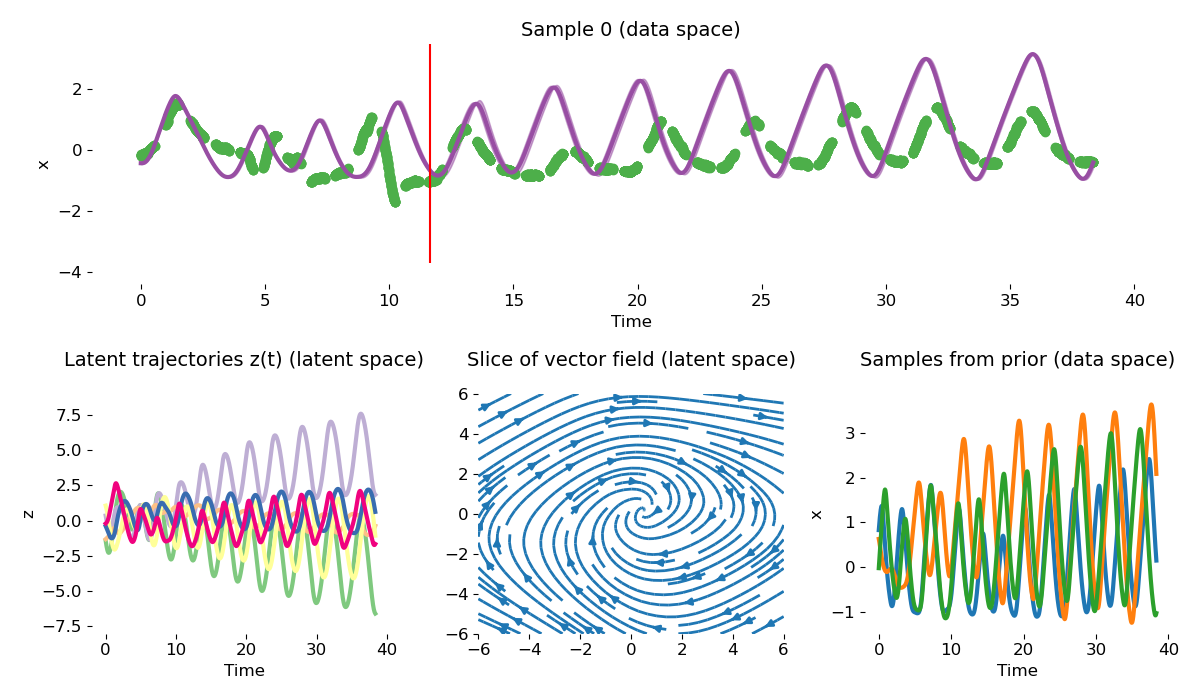 Sample 0 (data space)
2
0
−2
−4
x
0 5 10 15 20 25 30 35 40
Time
Latent trajectories z(t) (latent space)
7.5
5.0
2.5
0.0
−2.5
−5.0
−7.5
z
0 10 20 30 40
Time
Slice of vector field (latent space)
6
4
2
0
−2
−4
−6
−6 −4 −2 0 2 4 6
Samples from prior (data space)
3
2
1
0
−1
x
0 10 20 30 40
Time